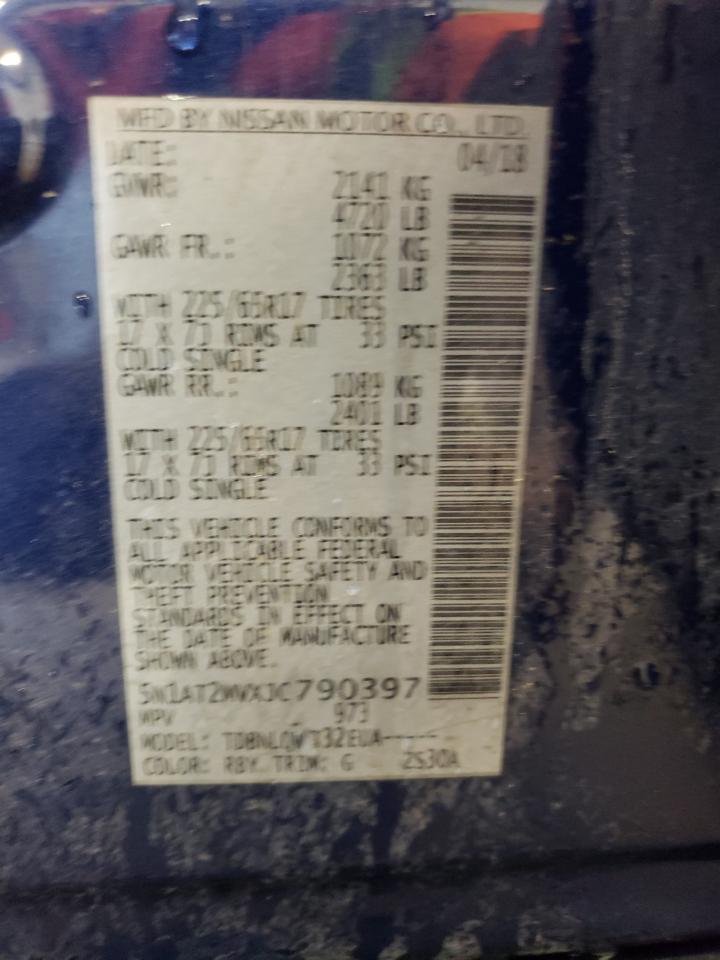 MFD BY NISSAN MOTOR CO., LTD.
DATE: 04/18
GVWR: 2141 KG
4720 LB
GAWR FR.: 1072 KG
2363 LB
WITH 225/65R17 TIRES
17 X 7J RIMS AT 33 PSI
COLD SINGLE
GAWR RR.: 1089 KG
2401 LB
WITH 225/65R17 TIRES
17 X 7J RIMS AT 33 PSI
COLD SINGLE
THIS VEHICLE CONFORMS TO
ALL APPLICABLE FEDERAL
MOTOR VEHICLE SAFETY AND
THEFT PREVENTION
STANDARDS IN EFFECT ON
THE DATE OF MANUFACTURE
SHOWN ABOVE.
5N1AT2MVXJC790397
MPV 973
MODEL:
COLOR: RBY TRIM: G 2S30A